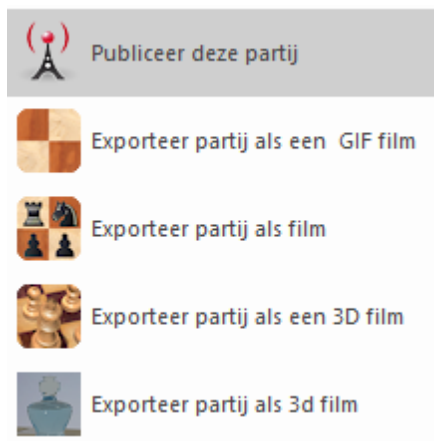 Publiceer deze partij
Exporteer partij als een  GIF film
Exporteer partij als film
Exporteer partij als een 3D film
Exporteer partij als 3d film